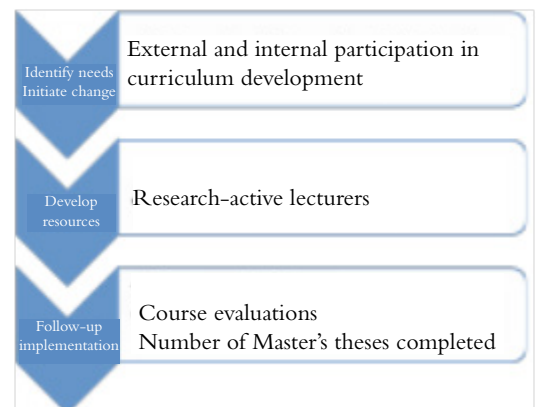 Identify needs
Initiate change
External and internal participation in
curriculum development
Develop
resources
Research-active lecturers
Follow-up
implementation
Course evaluations
Number of Master's theses completed